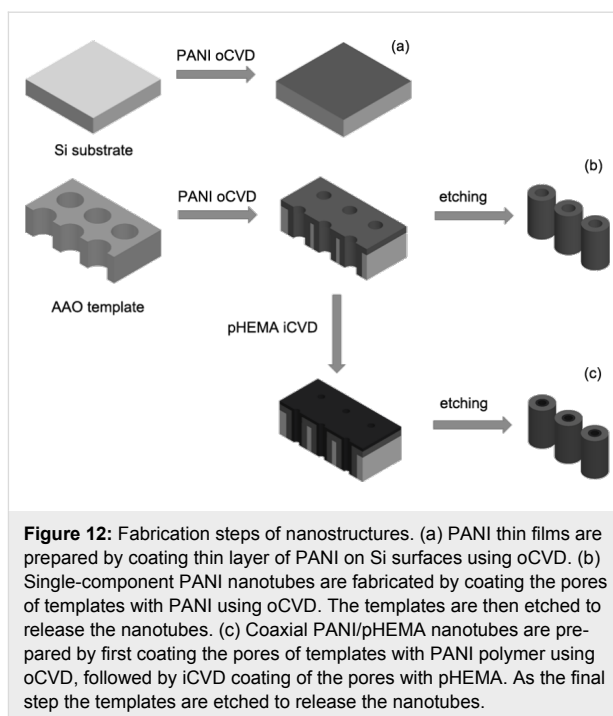 PANI oCVD
(a)
Si substrate
PANI oCVD
etching
(b)
AAO template
pHEMA iCVD
etching
(c)
Figure 12: Fabrication steps of nanostructures. (a) PANI thin films are
prepared by coating thin layer of PANI on Si surfaces using oCVD. (b)
Single-component PANI nanotubes are fabricated by coating the pores
of templates with PANI using oCVD. The templates are then etched to
release the nanotubes. (c) Coaxial PANI/pHEMA nanotubes are pre-
pared by first coating the pores of templates with PANI polymer using
oCVD, followed by iCVD coating of the pores with pHEMA. As the final
step the templates are etched to release the nanotubes.